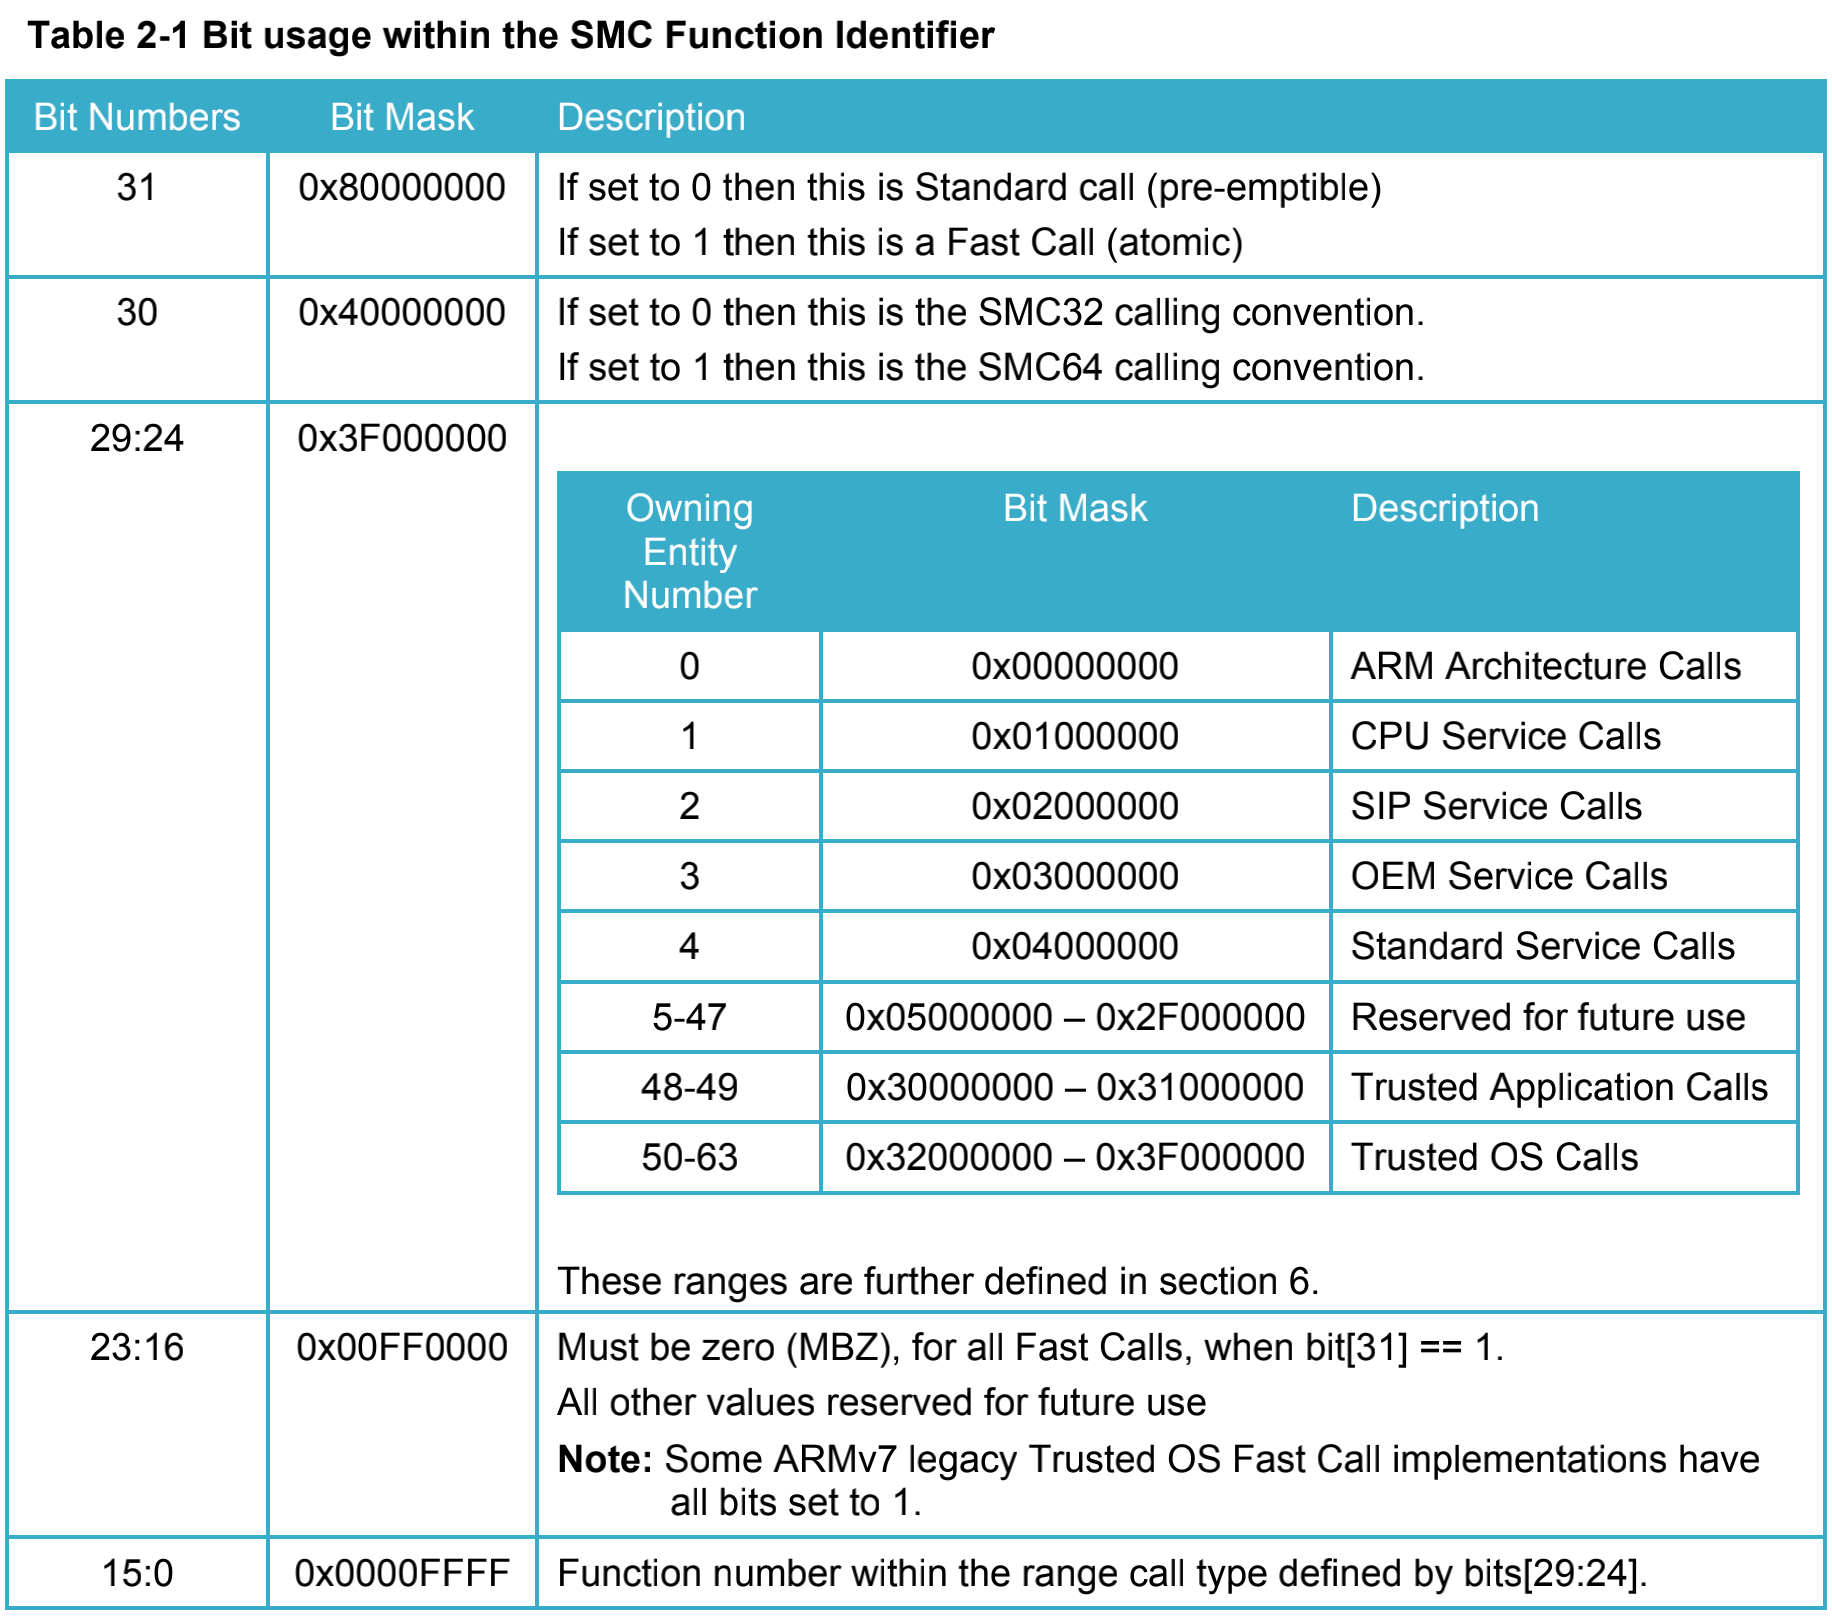 Table 2-1 Bit usage within the SMC Function Identifier
Bit Numbers Bit Mask Description
31 0x80000000 If set to 0 then this is Standard call (pre-emptible)
If set to 1 then this is a Fast Call (atomic)
30 0x40000000 If set to 0 then this is the SMC32 calling convention.
If set to 1 then this is the SMC64 calling convention.
29:24 0x3F000000
Owning Bit Mask Description
Entity
Number
0 0x00000000 ARM Architecture Calls
1 0x01000000 CPU Service Calls
2 0x02000000 SIP Service Calls
3 0x03000000 OEM Service Calls
4 0x04000000 Standard Service Calls
5-47 0x05000000 – 0x2F000000 Reserved for future use
48-49 0x30000000 – 0x31000000 Trusted Application Calls
50-63 0x32000000 – 0x3F000000 Trusted OS Calls
These ranges are further defined in section 6.
23:16 0x00FF0000 Must be zero (MBZ), for all Fast Calls, when bit[31] == 1.
All other values reserved for future use
Note: Some ARMv7 legacy Trusted OS Fast Call implementations have
all bits set to 1.
15:0 0x0000FFFF Function number within the range call type defined by bits[29:24].